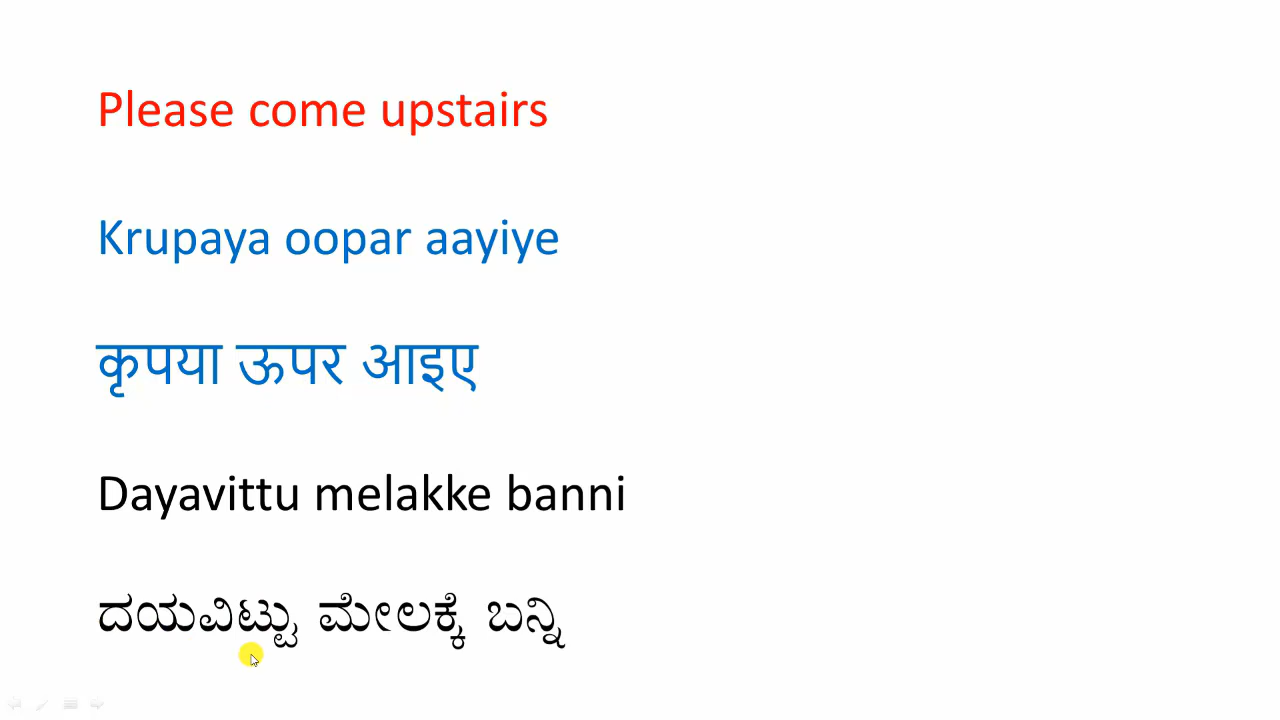 Please come upstairs
Krupaya oopar aayiye
कृपया ऊपर आइए
Dayavittu melakke banni
ದಯವಿಟ್ಟು ಮೇಲಕ್ಕೆ ಬನ್ನಿ